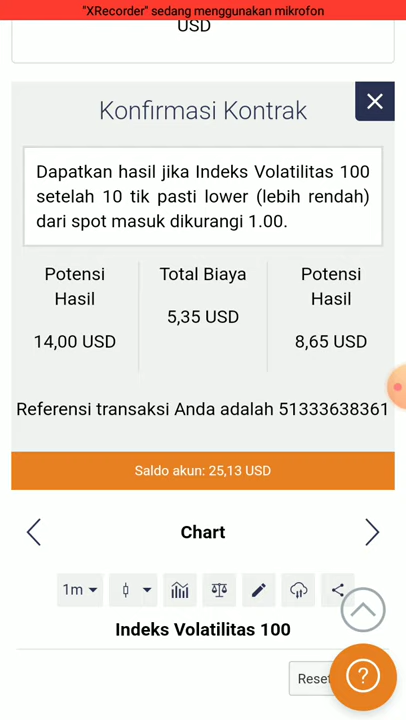 "XRecorder" sedang menggunakan mikrofon
USD
Konfirmasi Kontrak
Dapatkan hasil jika Indeks Volatilitas 100
setelah 10 tik pasti lower (lebih rendah)
dari spot masuk dikurangi 1.00.
Potensi Hasil
14,00 USD
Total Biaya
5,35 USD
Potensi Hasil
8,65 USD
Referensi transaksi Anda adalah 51333638361
Saldo akun: 25,13 USD
Chart
1m
Indeks Volatilitas 100
Reset
?